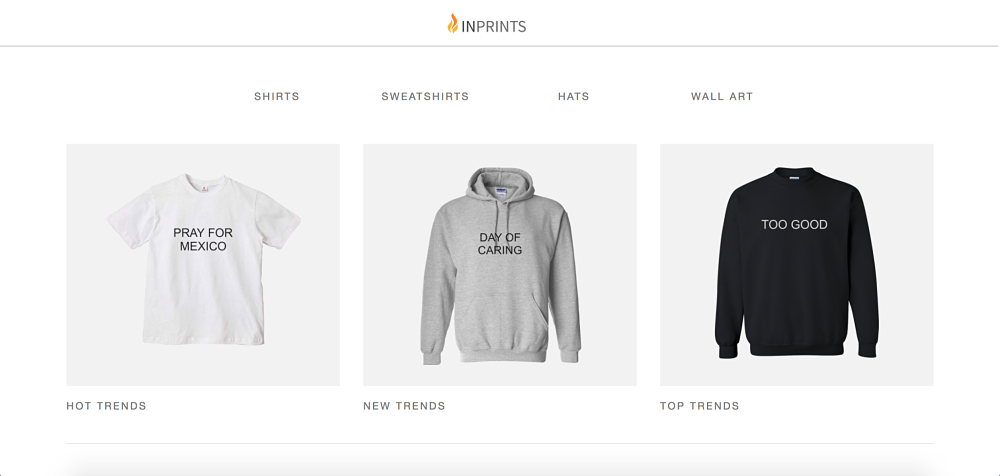 INPRINTS
SHIRTS SWEATSHIRTS HATS WALL ART
PRAY FOR
MEXICO
DAY OF
CARING
TOO GOOD
HOT TRENDS NEW TRENDS TOP TRENDS